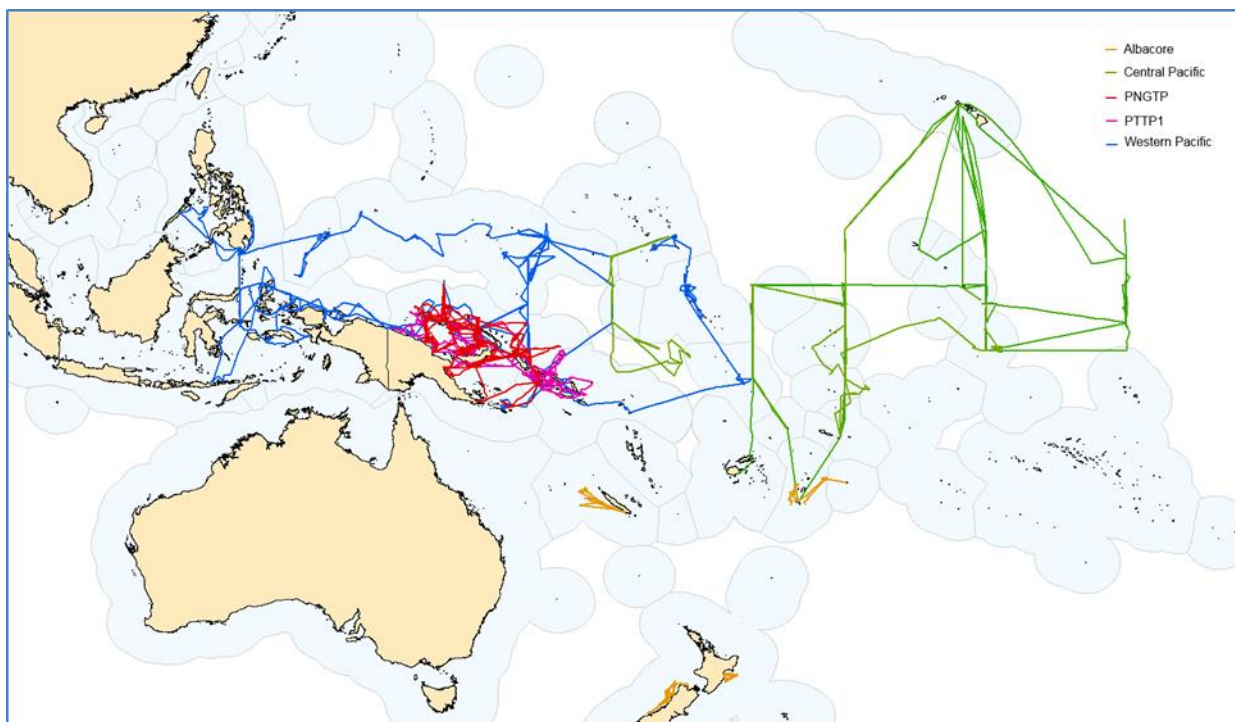 Albacore
Central Pacific
PNGTP
PTTP1
Western Pacific